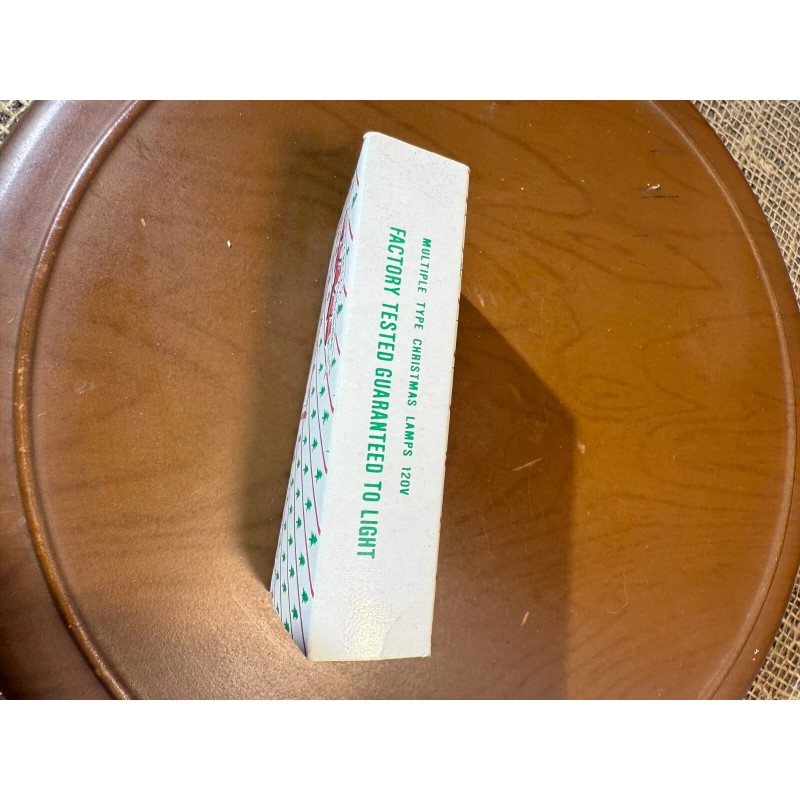 MULTIPLE TYPE CHRISTMAS LAMPS 120V
FACTORY TESTED GUARANTEED TO LIGHT